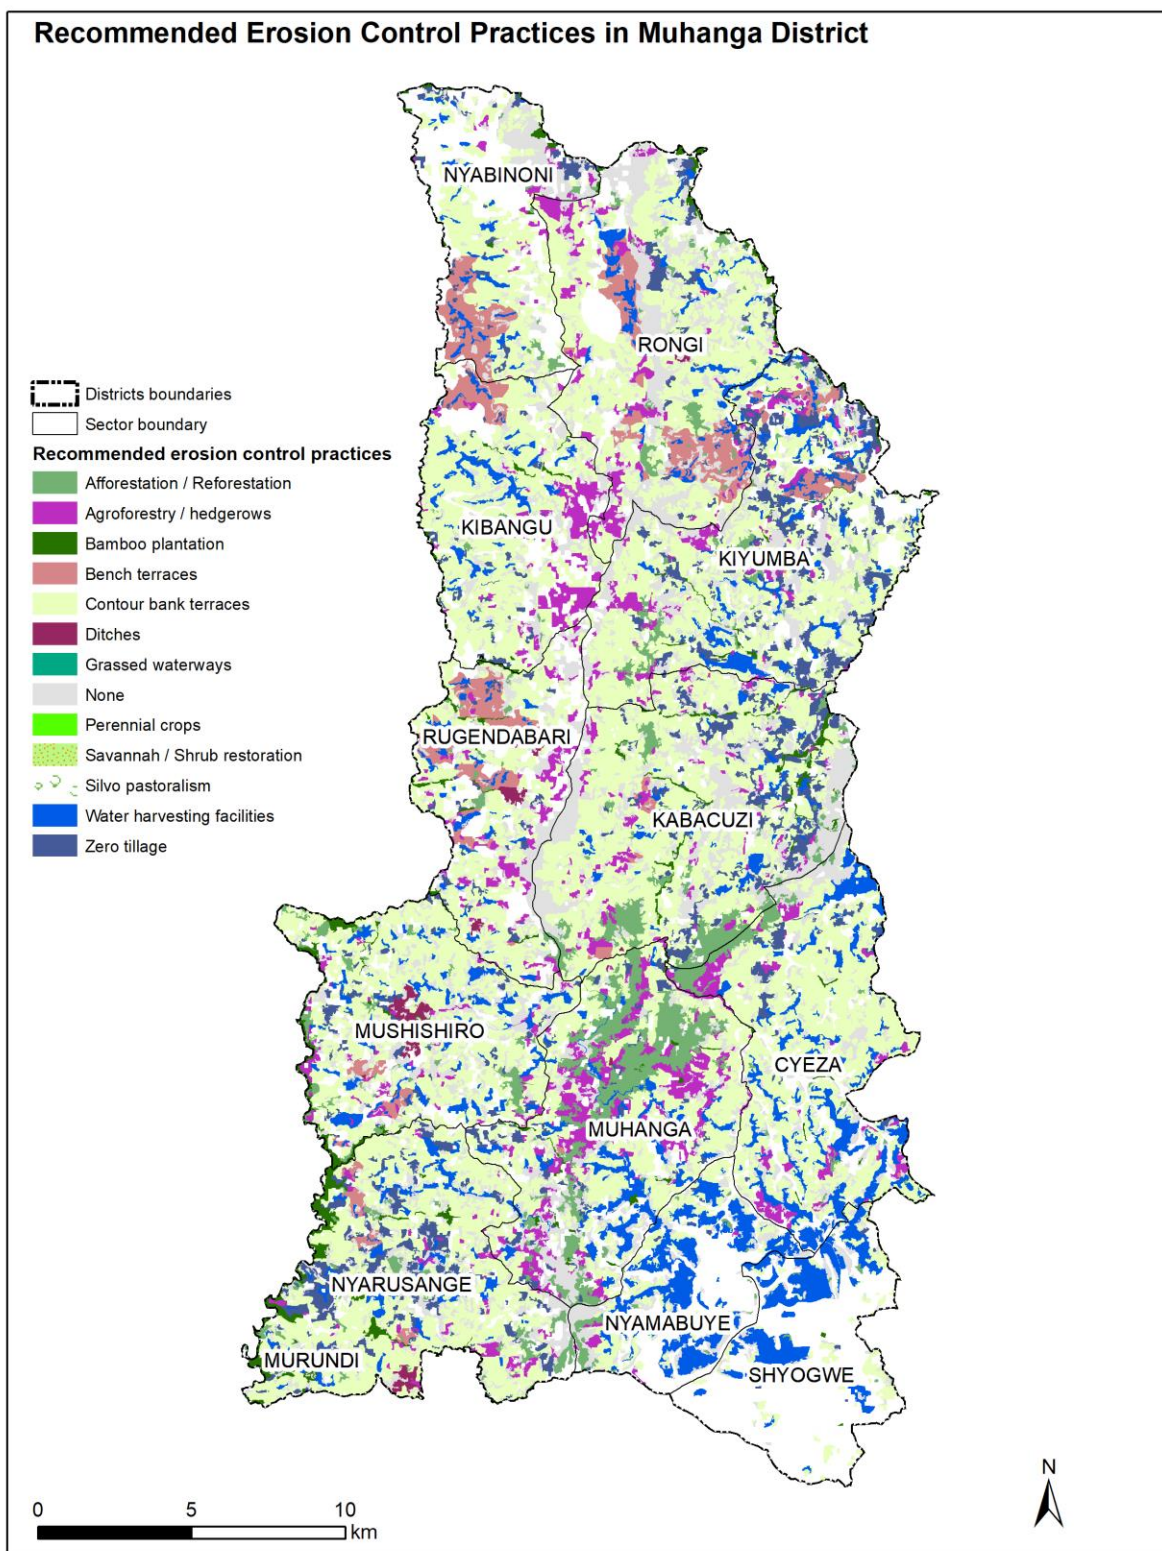 Recommended Erosion Control Practices in Muhanga District
NYABINONI
RONGI
Districts boundaries
Sector boundary
Recommended erosion control practices
Afforestation / Reforestation
Agroforestry / hedgerows
Bamboo plantation
Bench terraces
Contour bank terraces
Ditches
Grassed waterways
None
Perennial crops
Savannah / Shrub restoration
Silvo pastoralism
Water harvesting facilities
Zero tillage
KIBANGU
KIYUMBA
RUGENDABARI
KABACUZI
MUSHISHIRO
CYEZA
MUHANGA
NYARUSANGE
NYAMABUYE
MURUNDI
SHYOGWE
0 5 10
km
N